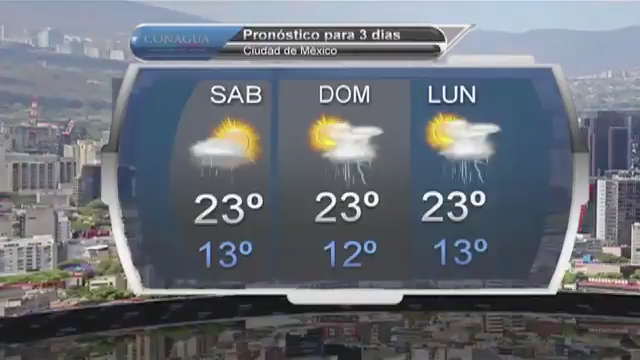 CONAGUA
Pronóstico para 3 días
Ciudad de México
SAB DOM LUN
23º 23º 23º
13º 12º 13º